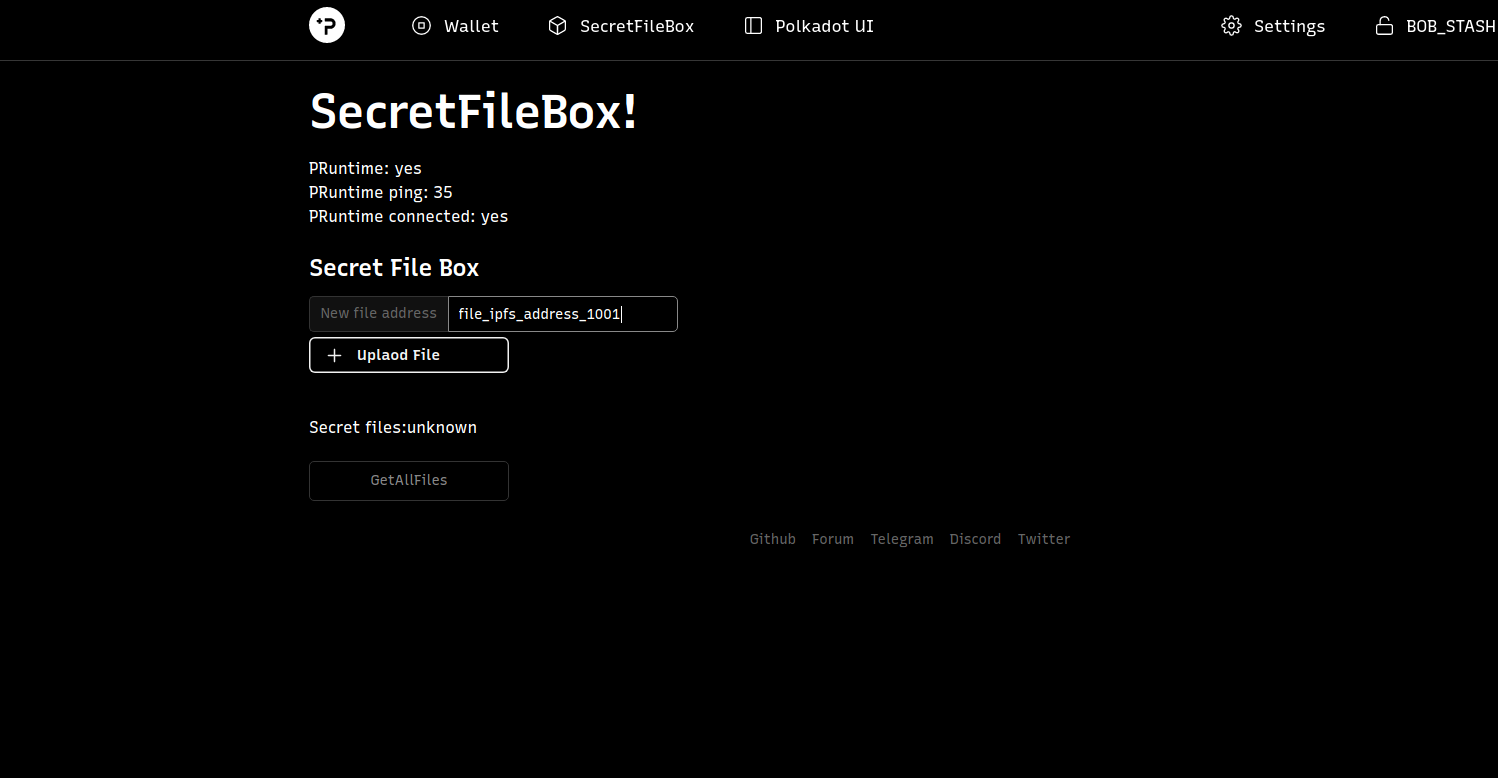 Wallet SecretFileBox Polkadot UI Settings BOB_STASH
SecretFileBox!
PRuntime: yes
PRuntime ping: 35
PRuntime connected: yes
Secret File Box
New file address file_ipfs_address_1001
Uplaod File
Secret files:unknown
GetAllFiles
Github Forum Telegram Discord Twitter